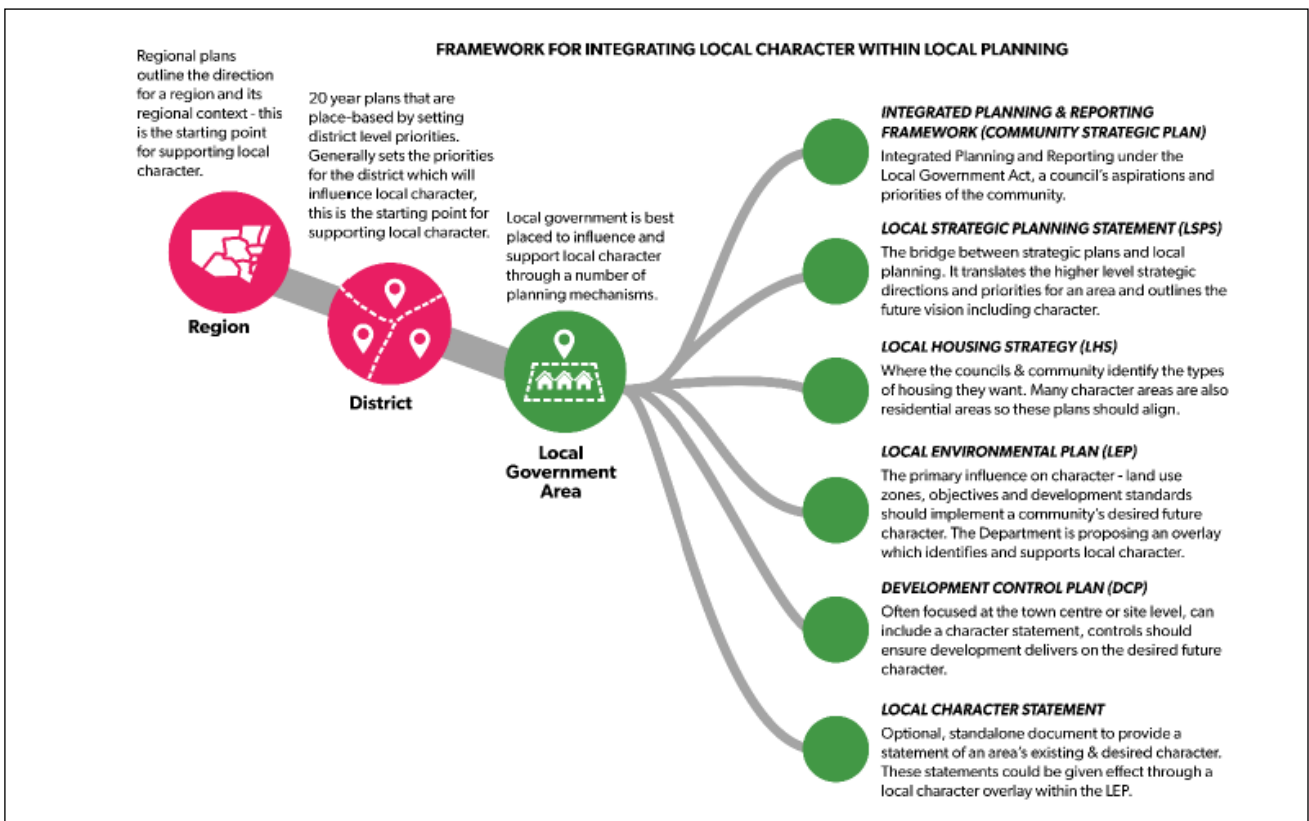 FRAMEWORK FOR INTEGRATING LOCAL CHARACTER WITHIN LOCAL PLANNING
Regional plans
outline the direction
for a region and its
regional context - this
is the starting point
for supporting local
character.
Region
20 year plans that are
place-based by setting
district level priorities.
Generally sets the priorities
for the district which will
influence local character,
this is the starting point for
supporting local character.
District
Local government is best
placed to influence and
support local character
through a number of
planning mechanisms.
Local
Government
Area
INTEGRATED PLANNING & REPORTING
FRAMEWORK (COMMUNITY STRATEGIC PLAN)
Integrated Planning and Reporting under the
Local Government Act, a council's aspirations and
priorities of the community.
LOCAL STRATEGIC PLANNING STATEMENT (LSPS)
The bridge between strategic plans and local
planning. It translates the higher level strategic
directions and priorities for an area and outlines the
future vision including character.
LOCAL HOUSING STRATEGY (LHS)
Where the councils & community identify the types
of housing they want. Many character areas are also
residential areas so these plans should align.
LOCAL ENVIRONMENTAL PLAN (LEP)
The primary influence on character - land use
zones, objectives and development standards
should implement a community's desired future
character. The Department is proposing an overlay
which identifies and supports local character.
DEVELOPMENT CONTROL PLAN (DCP)
Often focused at the town centre or site level, can
include a character statement, controls should
ensure development delivers on the desired future
character.
LOCAL CHARACTER STATEMENT
Optional, standalone document to provide a
statement of an area's existing & desired character.
These statements could be given effect through a
local character overlay within the LEP.